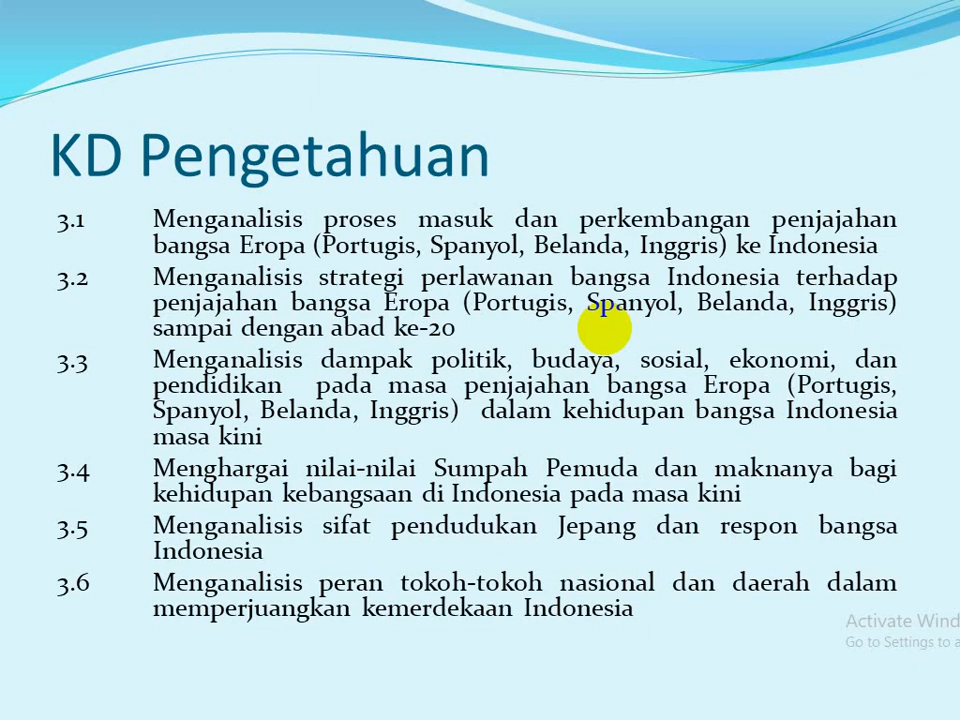 KD Pengetahuan
3.1 Menganalisis proses masuk dan perkembangan penjajahan
bangsa Eropa (Portugis, Spanyol, Belanda, Inggris) ke Indonesia
3.2 Menganalisis strategi perlawanan bangsa Indonesia terhadap
penjajahan bangsa Eropa (Portugis, Spanyol, Belanda, Inggris)
sampai dengan abad ke-20
3.3 Menganalisis dampak politik, budaya, sosial, ekonomi, dan
pendidikan pada masa penjajahan bangsa Eropa (Portugis,
Spanyol, Belanda, Inggris) dalam kehidupan bangsa Indonesia
masa kini
3.4 Menghargai nilai-nilai Sumpah Pemuda dan maknanya bagi
kehidupan kebangsaan di Indonesia pada masa kini
3.5 Menganalisis sifat pendudukan Jepang dan respon bangsa
Indonesia
3.6 Menganalisis peran tokoh-tokoh nasional dan daerah dalam
memperjuangkan kemerdekaan Indonesia
Activate Wind
Go to Settings to a